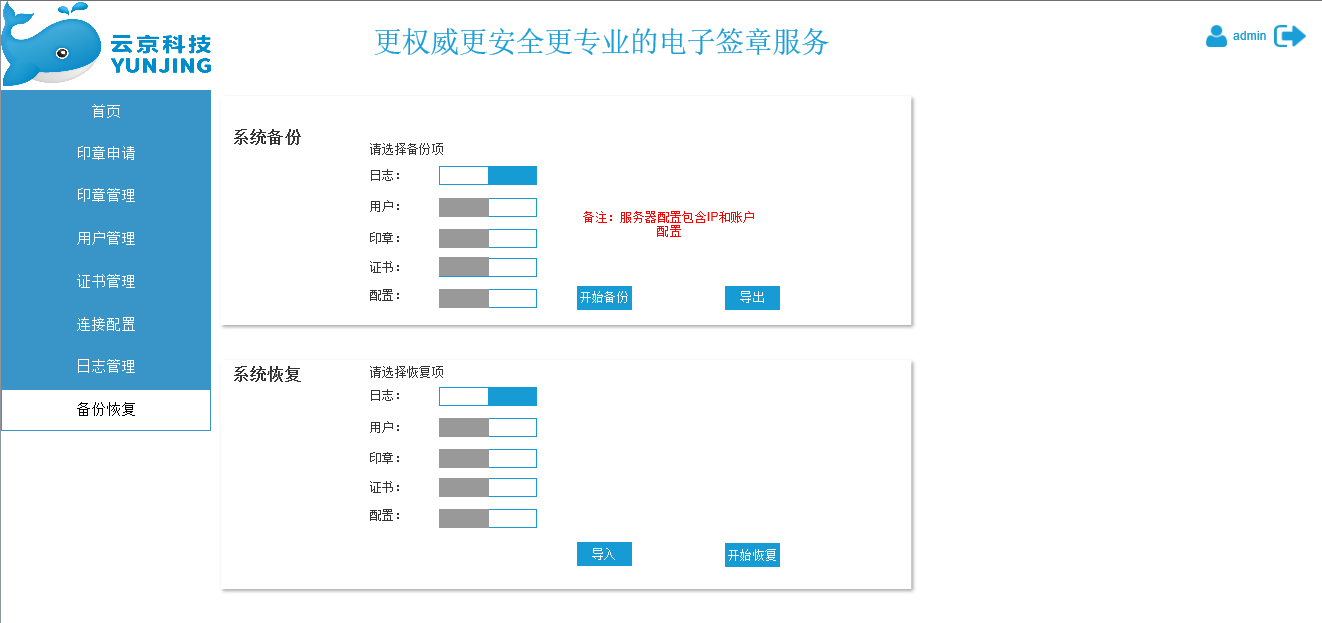 云京科技
YUNJING
更权威更安全更专业的电子签章服务
admin
首页
印章申请
印章管理
用户管理
证书管理
连接配置
日志管理
备份恢复
系统备份
请选择备份项
日志：
用户：
印章：
证书：
配置：
备注：服务器配置包含IP和账户
配置
开始备份
导出
系统恢复
请选择恢复项
日志：
用户：
印章：
证书：
配置：
导入
开始恢复